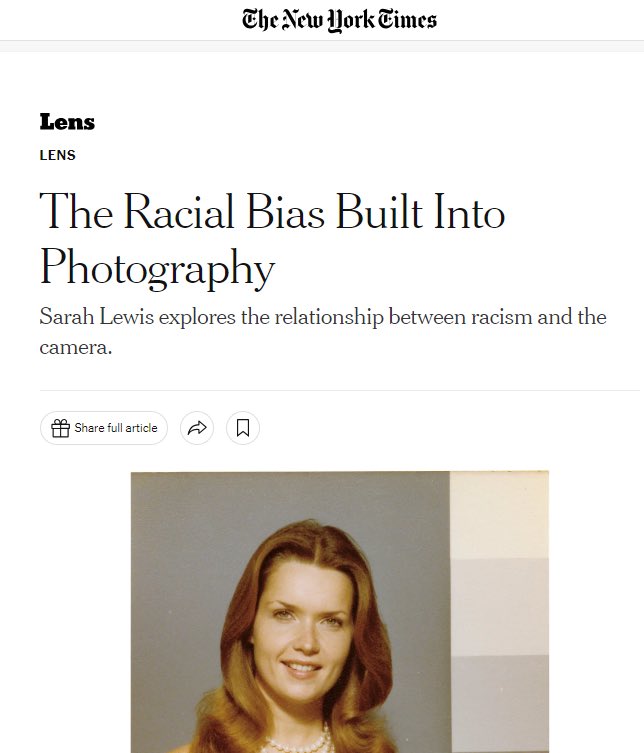 The New York Times
Lens
LENS
The Racial Bias Built Into
Photography
Sarah Lewis explores the relationship between racism and the
camera.
Share full article